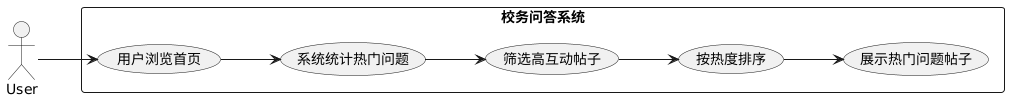 校务问答系统
User
用户浏览首页
系统统计热门问题
筛选高互动帖子
按热度排序
展示热门问题帖子